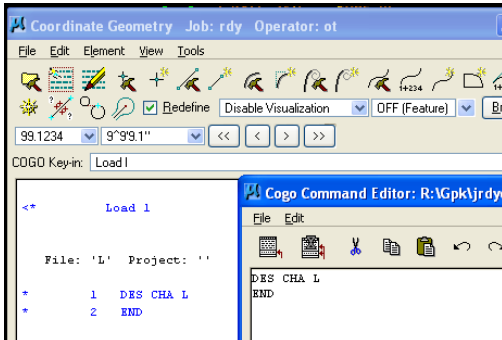 Coordinate Geometry Job: rdy Operator: ot
File Edit Element View Tools
1+234
Redefine Disable Visualization OFF (Feature)
99.1234 9^9'9.1" << < > >>
COGO Key-in: Load l
<* Load l
File: 'L' Project: ''
* 1 DES CHA L
* 2 END
Cogo Command Editor: R:\Gpk\jrdy
File Edit
DES CHA L
END